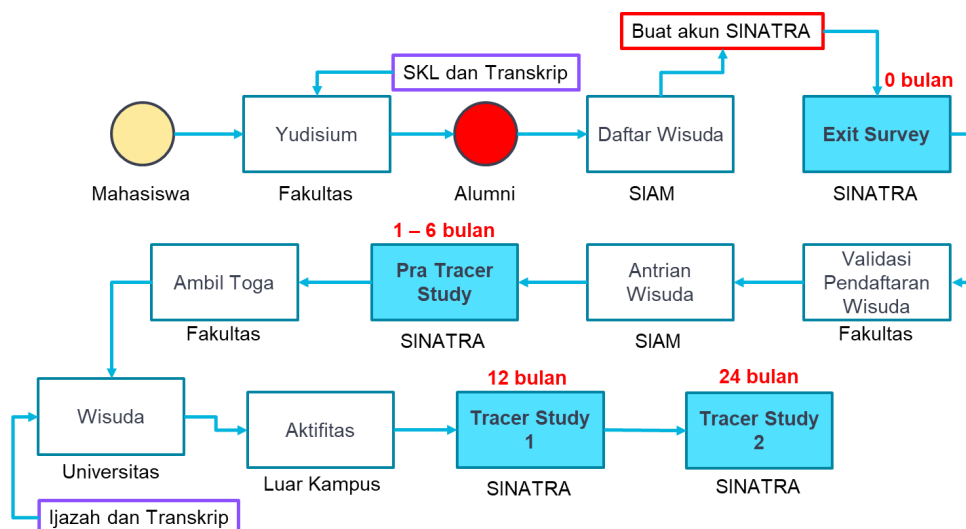 Buat akun SINATRA
SKL dan Transkrip
0 bulan
Yudisium
Daftar Wisuda
Exit Survey
Mahasiswa
Fakultas
Alumni
SIAM
SINATRA
1 – 6 bulan
Ambil Toga
Pra Tracer
Study
Antrian
Wisuda
Validasi
Pendaftaran
Wisuda
Fakultas
SINATRA
SIAM
Fakultas
12 bulan
24 bulan
Wisuda
Aktifitas
Tracer Study
1
Tracer Study
2
Universitas
Luar Kampus
SINATRA
SINATRA
Ijazah dan Transkrip